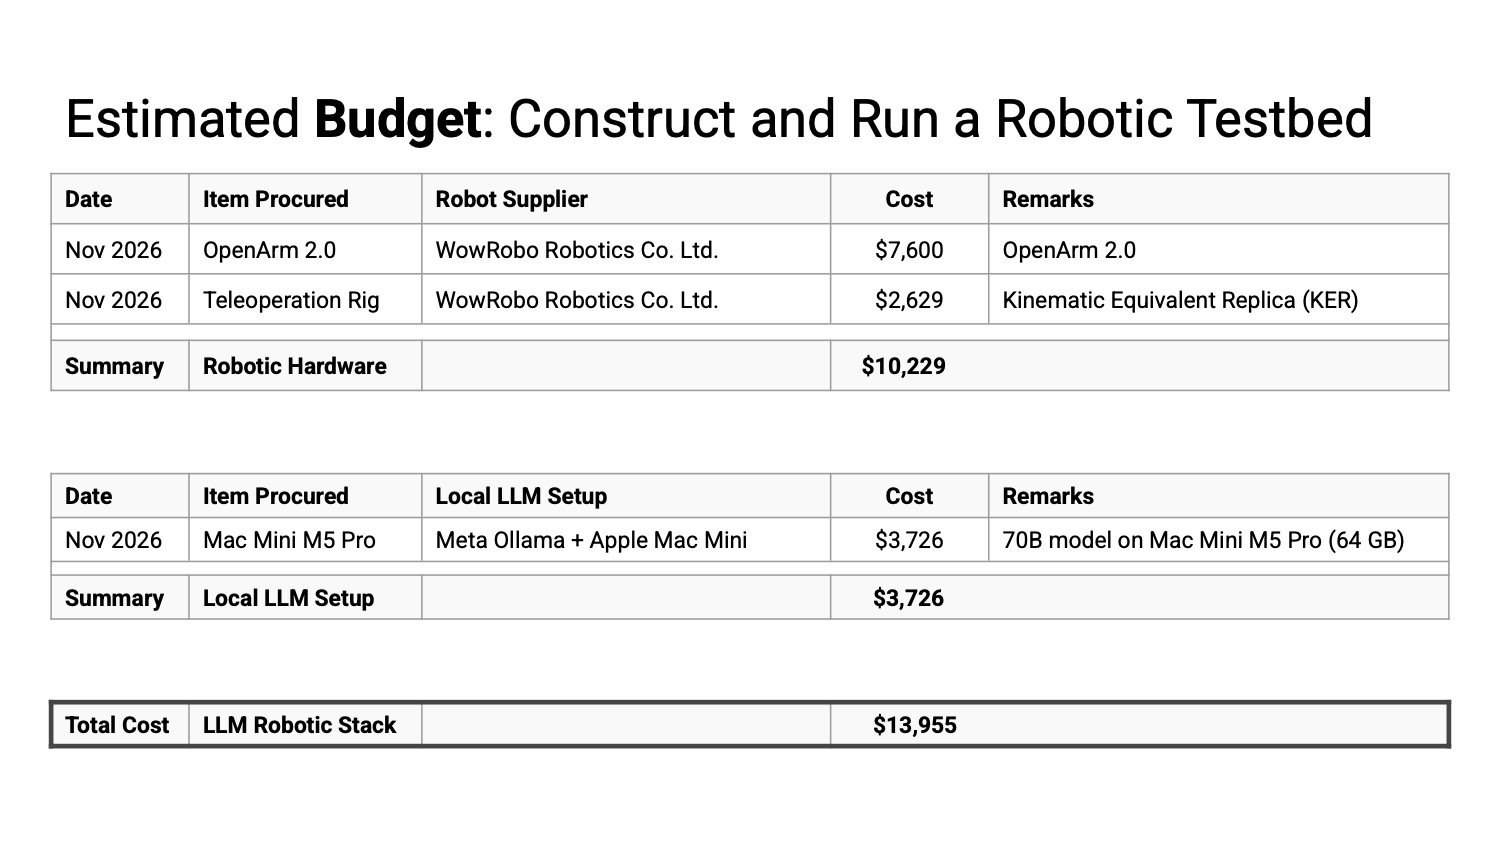 Estimated Budget: Construct and Run a Robotic Testbed
Date Item Procured Robot Supplier Cost Remarks
Nov 2026 OpenArm 2.0 WowRobo Robotics Co. Ltd. $7,600 OpenArm 2.0
Nov 2026 Teleoperation Rig WowRobo Robotics Co. Ltd. $2,629 Kinematic Equivalent Replica (KER)
Summary Robotic Hardware $10,229
Date Item Procured Local LLM Setup Cost Remarks
Nov 2026 Mac Mini M5 Pro Meta Ollama + Apple Mac Mini $3,726 70B model on Mac Mini M5 Pro (64 GB)
Summary Local LLM Setup $3,726
Total Cost LLM Robotic Stack $13,955